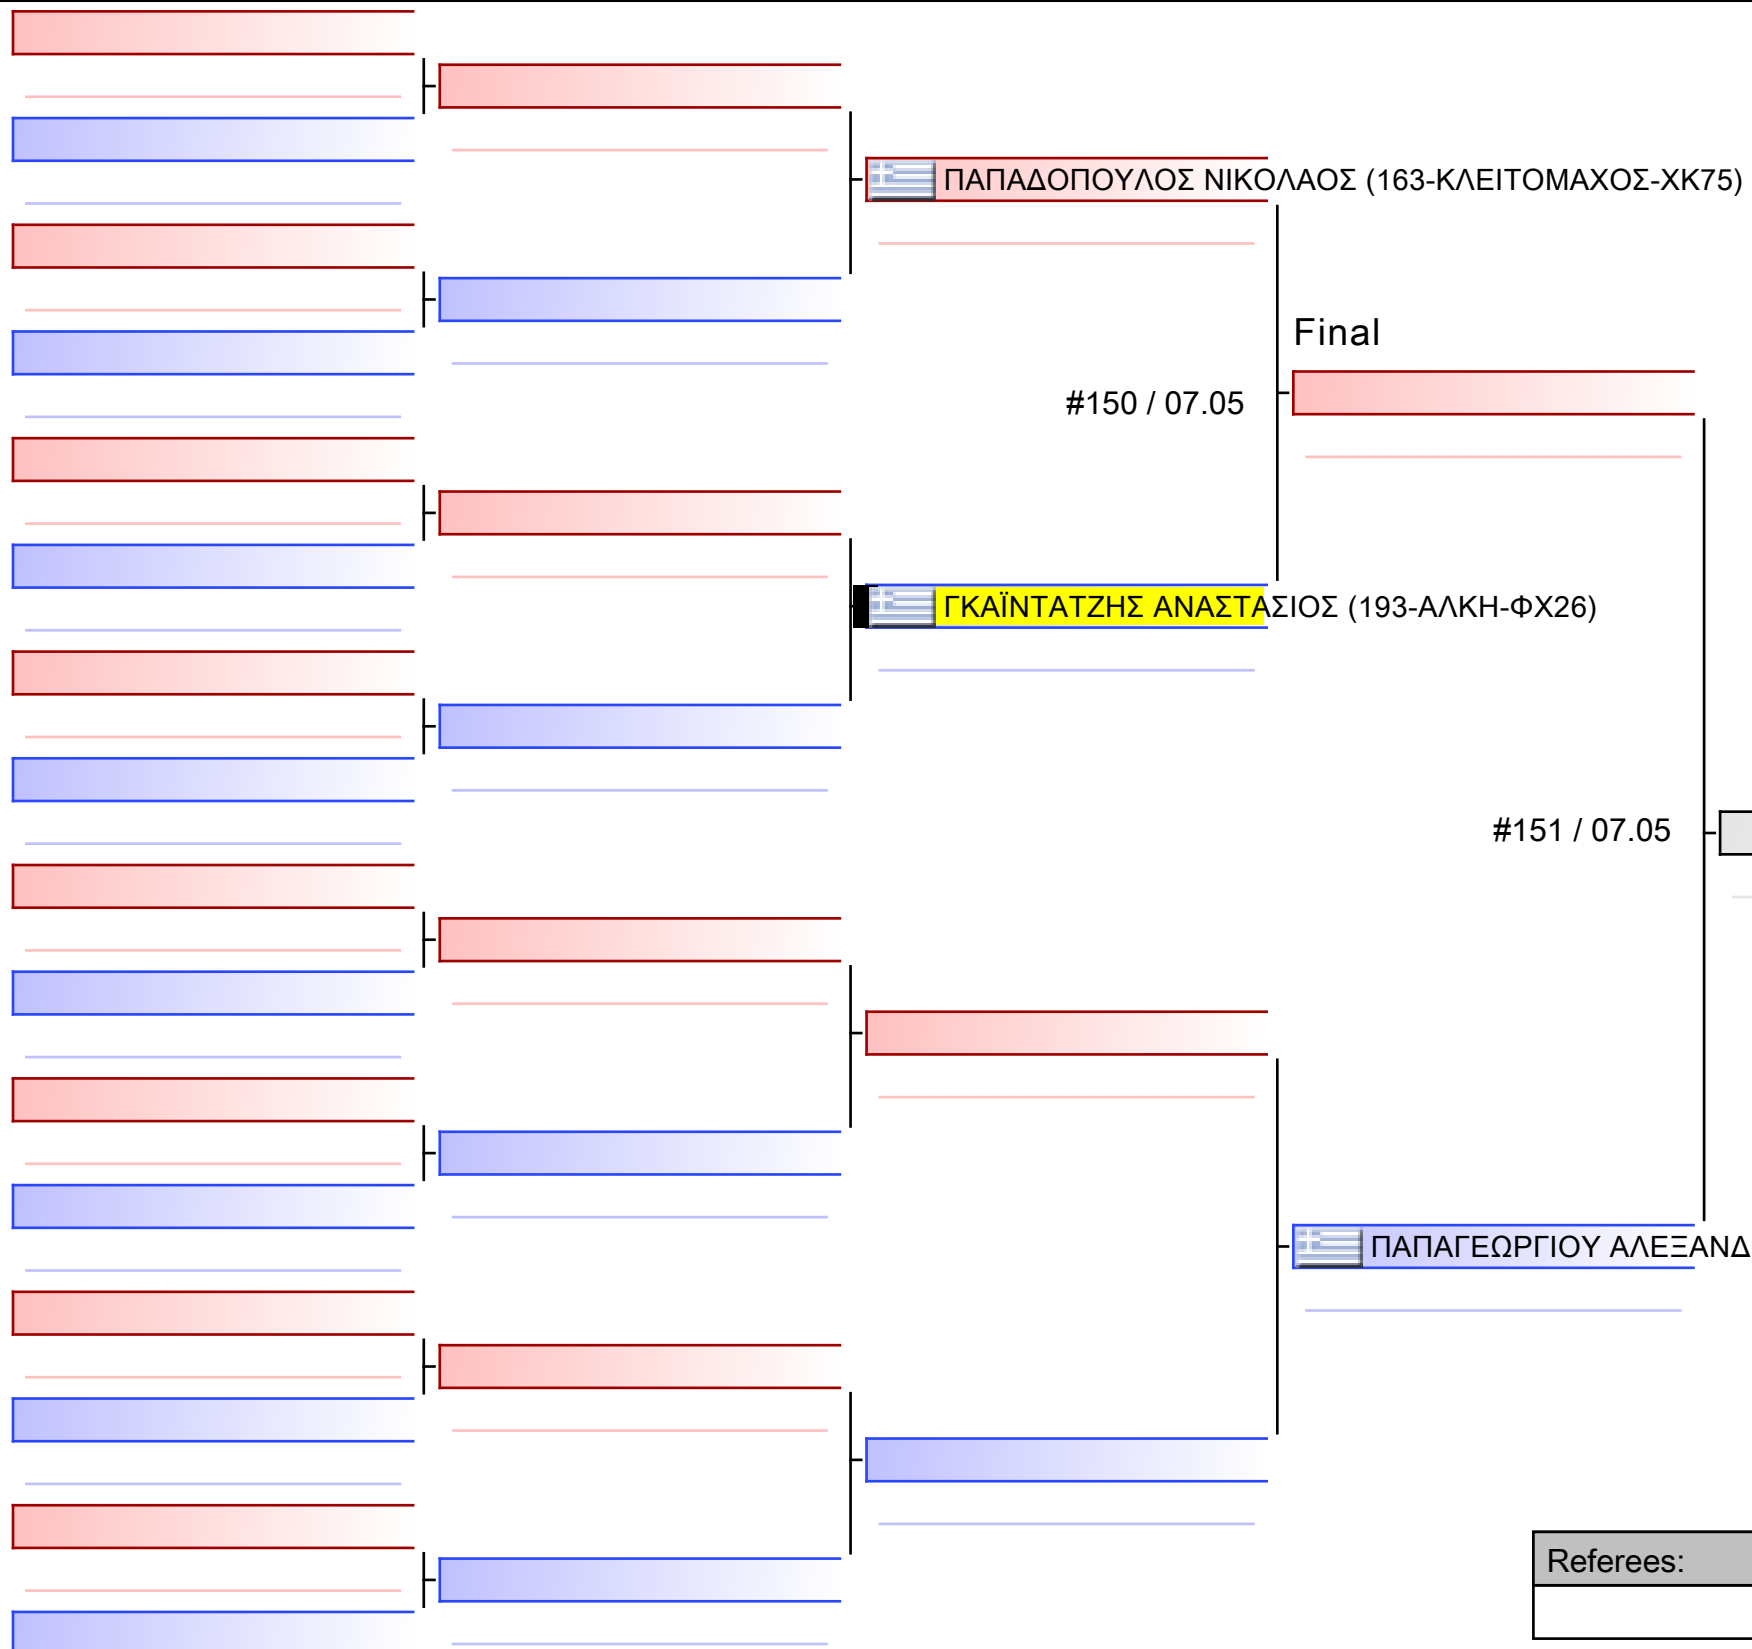 ΠΑΠΑΔΟΠΟΥΛΟΣ ΝΙΚΟΛΑΟΣ (163-ΚΛΕΙΤΟΜΑΧΟΣ-ΧΚ75)
Final
#150 / 07.05
ΓΚΑΪΝΤΑΤΖΗΣ ΑΝΑΣΤΑΣΙΟΣ (193-ΑΛΚΗ-ΦΧ26)
#151 / 07.05
ΠΑΠΑΓΕΩΡΓΙΟΥ ΑΛΕΞΑΝΔ
Referees: